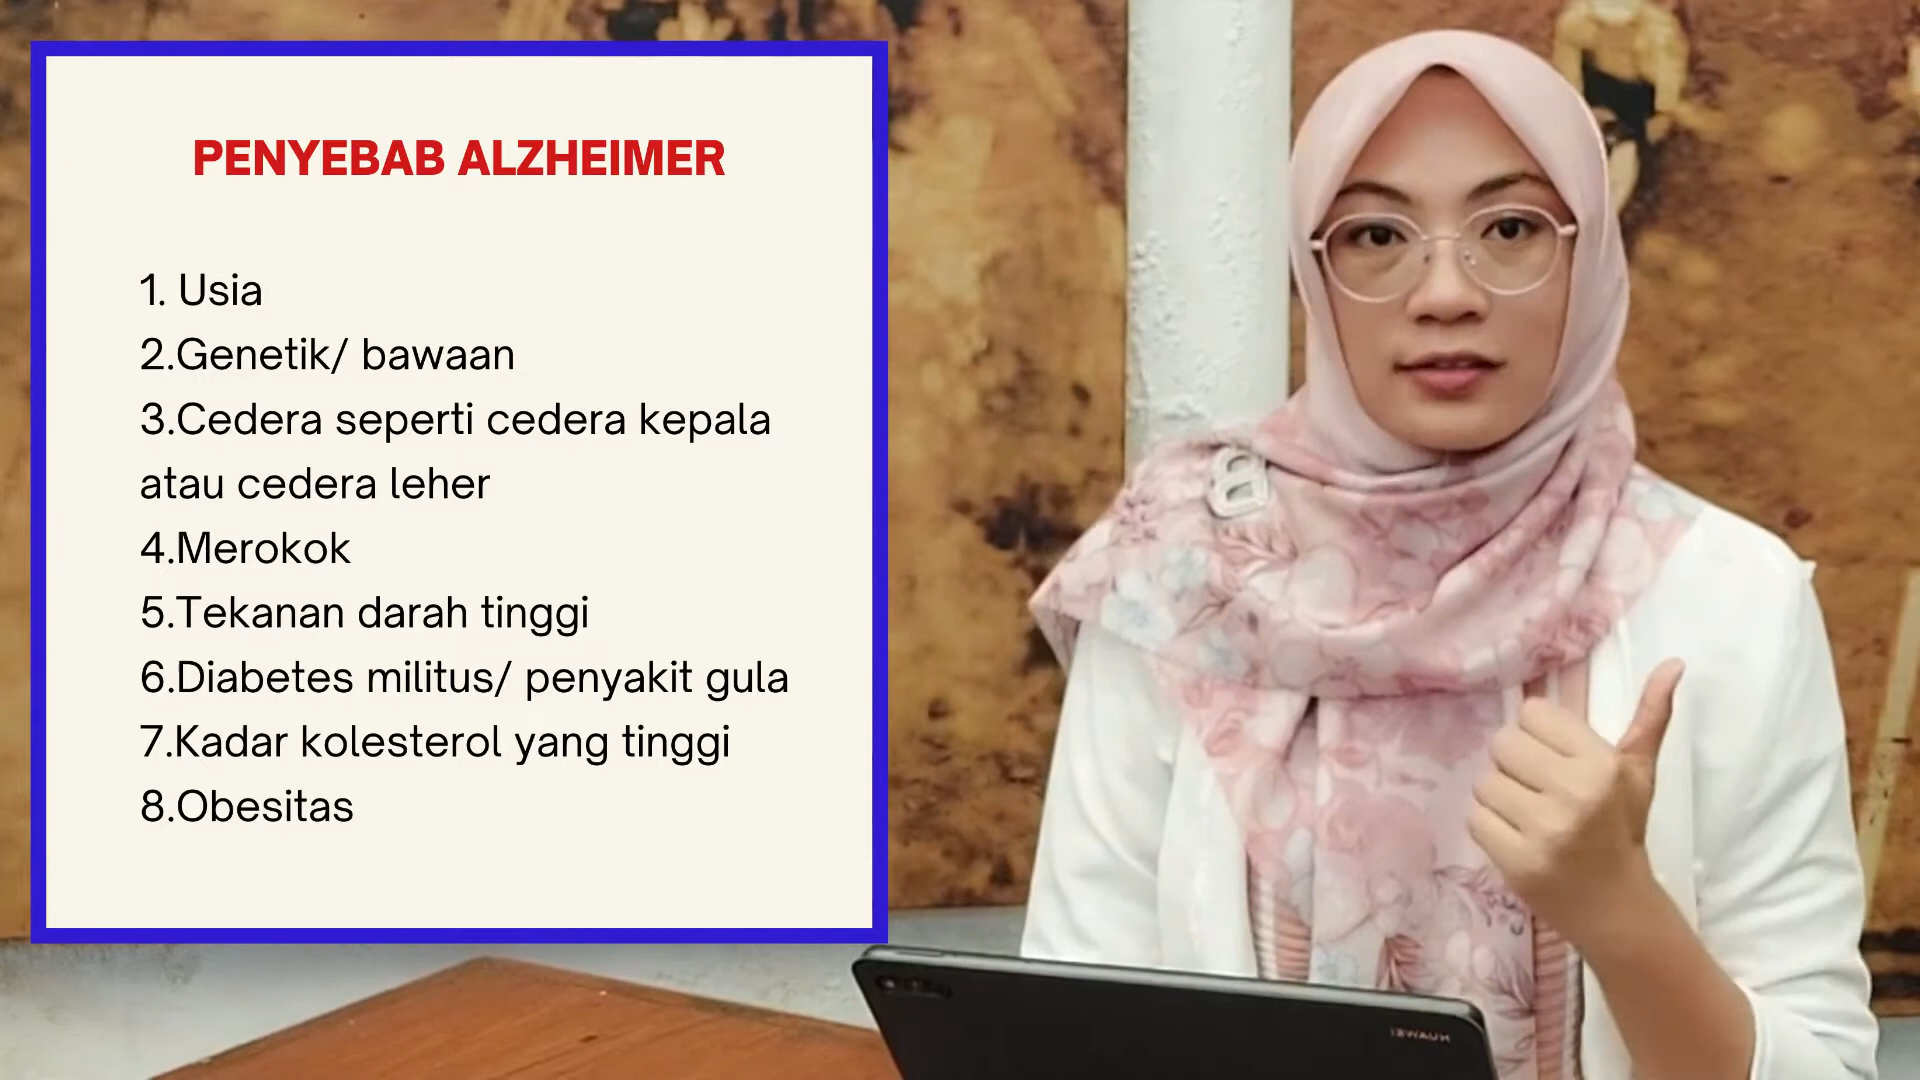 PENYEBAB ALZHEIMER
1. Usia
2.Genetik/ bawaan
3.Cedera seperti cedera kepala
atau cedera leher
4.Merokok
5.Tekanan darah tinggi
6.Diabetes militus/ penyakit gula
7.Kadar kolesterol yang tinggi
8.Obesitas
B
HUAWEI